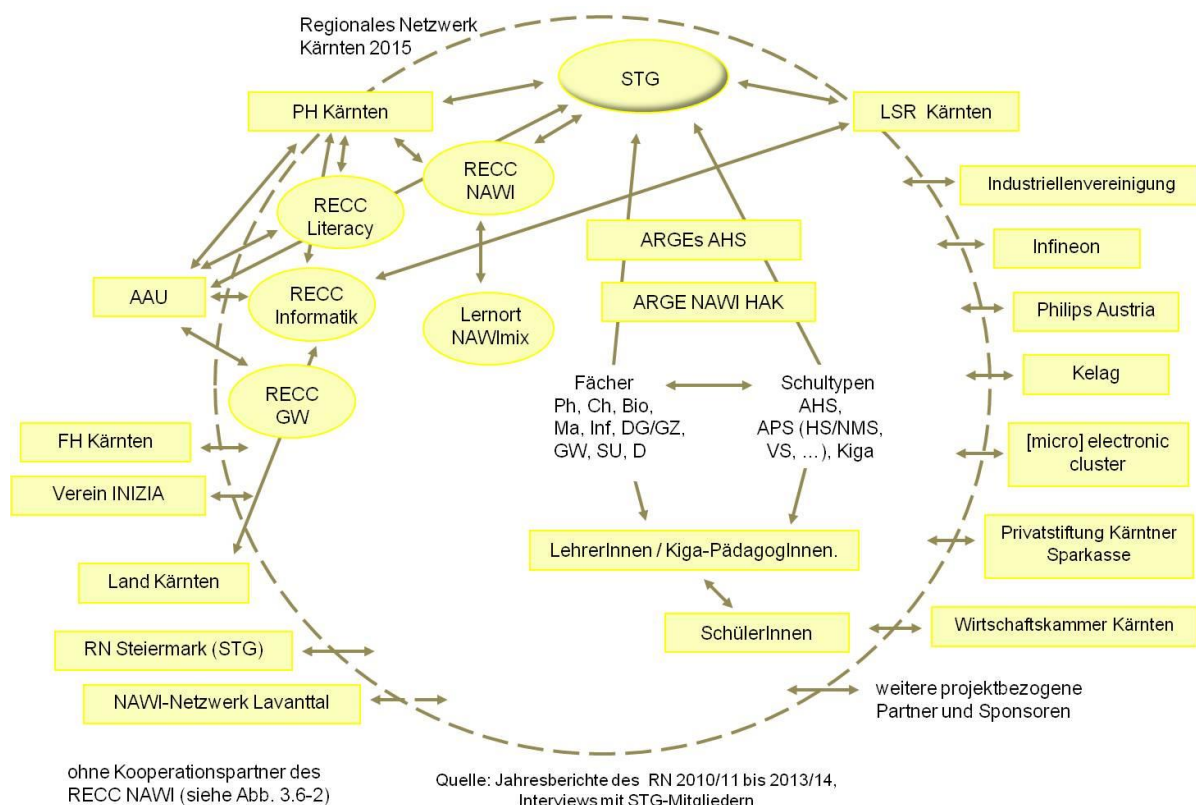 Regionales Netzwerk
Kärnten 2015
STG
PH Kärnten
LSR Kärnten
RECC
NAWI
RECC
Literacy
Industriellenvereinigung
ARGEs AHS
Infineon
AAU
RECC
Informatik
ARGE NAWI HAK
Lernort
NAWImix
Philips Austria
RECC
GW
Fächer
Ph, Ch, Bio,
Ma, Inf, DG/GZ,
GW, SU, D
Schultypen
AHS,
APS (HS/NMS,
VS, ...), Kiga
Kelag
FH Kärnten
[micro] electronic
cluster
Verein INIZIA
LehrerInnen / Kiga-PädagogInnen.
Privatstiftung Kärntner
Sparkasse
Land Kärnten
SchülerInnen
Wirtschaftskammer Kärnten
RN Steiermark (STG)
NAWI-Netzwerk Lavanttal
weitere projektbezogene
Partner und Sponsoren
ohne Kooperationspartner des
RECC NAWI (siehe Abb. 3.6-2)
Quelle: Jahresberichte des RN 2010/11 bis 2013/14,
Interviews mit STG-Mitgliedern